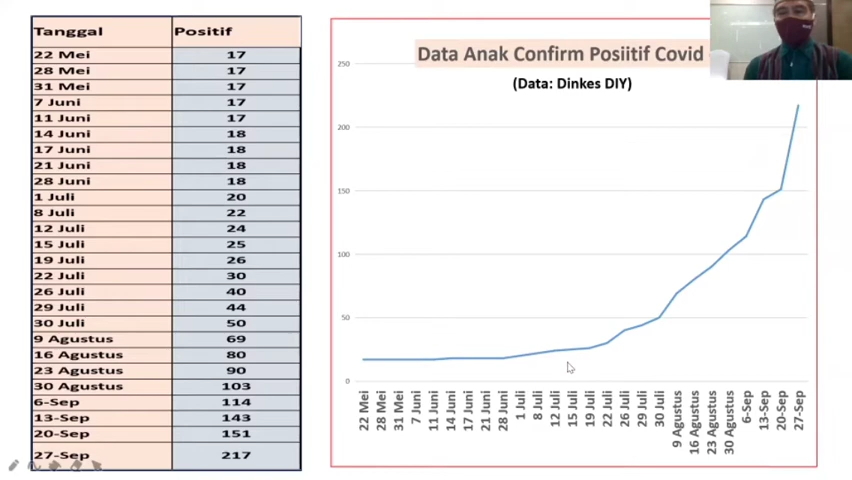 Tanggal Positif
22 Mei 17
28 Mei 17
31 Mei 17
7 Juni 17
11 Juni 17
14 Juni 18
17 Juni 18
21 Juni 18
28 Juni 18
1 Juli 20
8 Juli 22
12 Juli 24
15 Juli 25
19 Juli 26
22 Juli 30
26 Juli 40
29 Juli 44
30 Juli 50
9 Agustus 69
16 Agustus 80
23 Agustus 90
30 Agustus 103
6-Sep 114
13-Sep 143
20-Sep 151
27-Sep 217
Data Anak Confirm Posiitif Covid
(Data: Dinkes DIY)
250
200
150
100
50
0
22 Mei
28 Mei
31 Mei
7 Juni
11 Juni
14 Juni
17 Juni
21 Juni
28 Juni
1 Juli
8 Juli
12 Juli
15 Juli
19 Juli
22 Juli
26 Juli
29 Juli
30 Juli
9 Agustus
16 Agustus
23 Agustus
30 Agustus
6-Sep
13-Sep
20-Sep
27-Sep